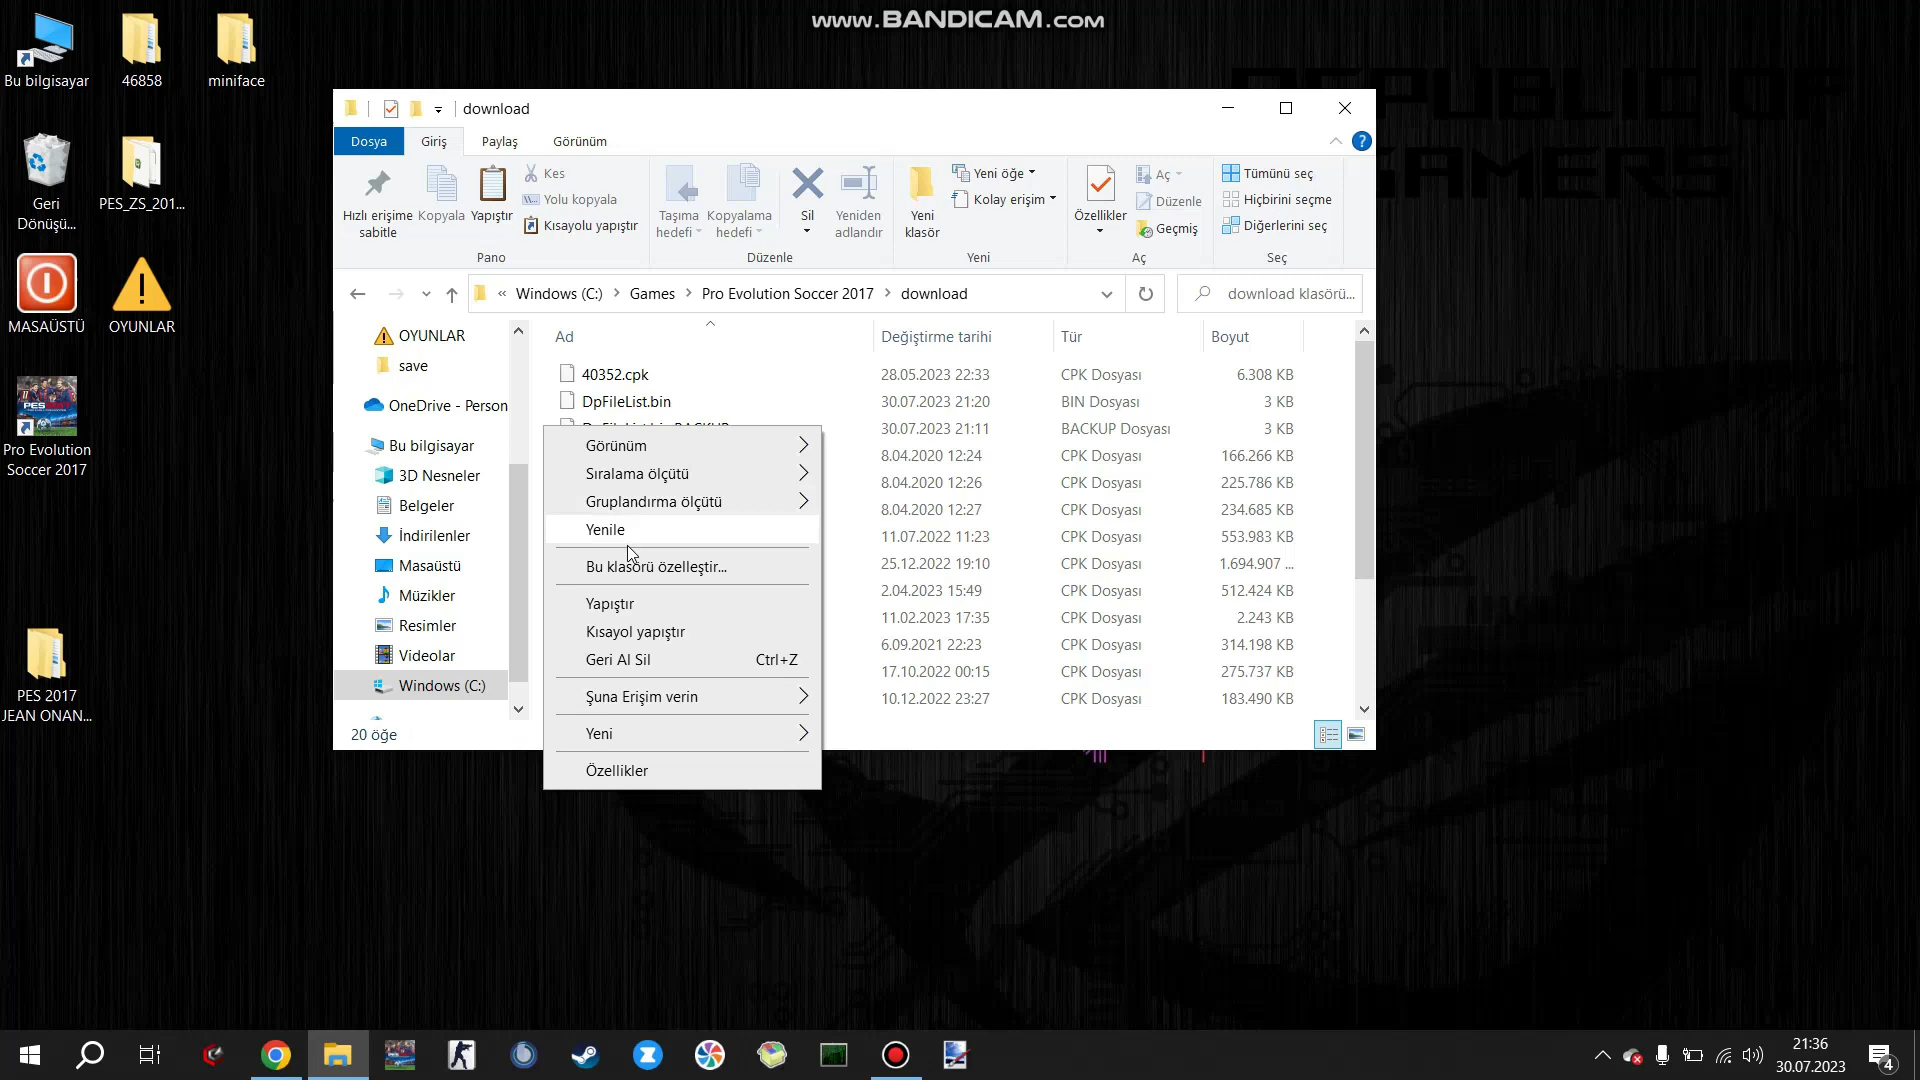 www.BANDICAM.com
Bu bilgisayar
46858
miniface
Geri
Dönüşü...
PES_ZS_201...
MASAÜSTÜ
OYUNLAR
Pro Evolution
Soccer 2017
PES 2017
JEAN ONAN...
download
Dosya
Giriş
Paylaş
Görünüm
Hızlı erişime
sabitle
Kopyala
Yapıştır
Kes
Yolu kopyala
Kısayolu yapıştır
Pano
Taşıma
hedefi
Kopyalama
hedefi
Sil
Yeniden
adlandır
Düzenle
Yeni
klasör
Yeni öğe
Kolay erişim
Yeni
Özellikler
Aç
Düzenle
Geçmiş
Aç
Tümünü seç
Hiçbirini seçme
Diğerlerini seç
Seç
« Windows (C:) > Games > Pro Evolution Soccer 2017 > download
download klasörü...
OYUNLAR
save
OneDrive - Person
Bu bilgisayar
3D Nesneler
Belgeler
İndirilenler
Masaüstü
Müzikler
Resimler
Videolar
Windows (C:)
Ad Değiştirme tarihi Tür Boyut
40352.cpk 28.05.2023 22:33 CPK Dosyası 6.308 KB
DpFileList.bin 30.07.2023 21:20 BIN Dosyası 3 KB
DpFileList.bin.BACKUP 30.07.2023 21:11 BACKUP Dosyası 3 KB
8.04.2020 12:24 CPK Dosyası 166.266 KB
8.04.2020 12:26 CPK Dosyası 225.786 KB
8.04.2020 12:27 CPK Dosyası 234.685 KB
11.07.2022 11:23 CPK Dosyası 553.983 KB
25.12.2022 19:10 CPK Dosyası 1.694.907 ...
2.04.2023 15:49 CPK Dosyası 512.424 KB
11.02.2023 17:35 CPK Dosyası 2.243 KB
6.09.2021 22:23 CPK Dosyası 314.198 KB
17.10.2022 00:15 CPK Dosyası 275.737 KB
10.12.2022 23:27 CPK Dosyası 183.490 KB
Görünüm
Sıralama ölçütü
Gruplandırma ölçütü
Yenile
Bu klasörü özelleştir...
Yapıştır
Kısayol yapıştır
Geri Al Sil Ctrl+Z
Şuna Erişim verin
Yeni
Özellikler
20 öğe
REPUBLIC OF
GAMERS
21:36
30.07.2023
4